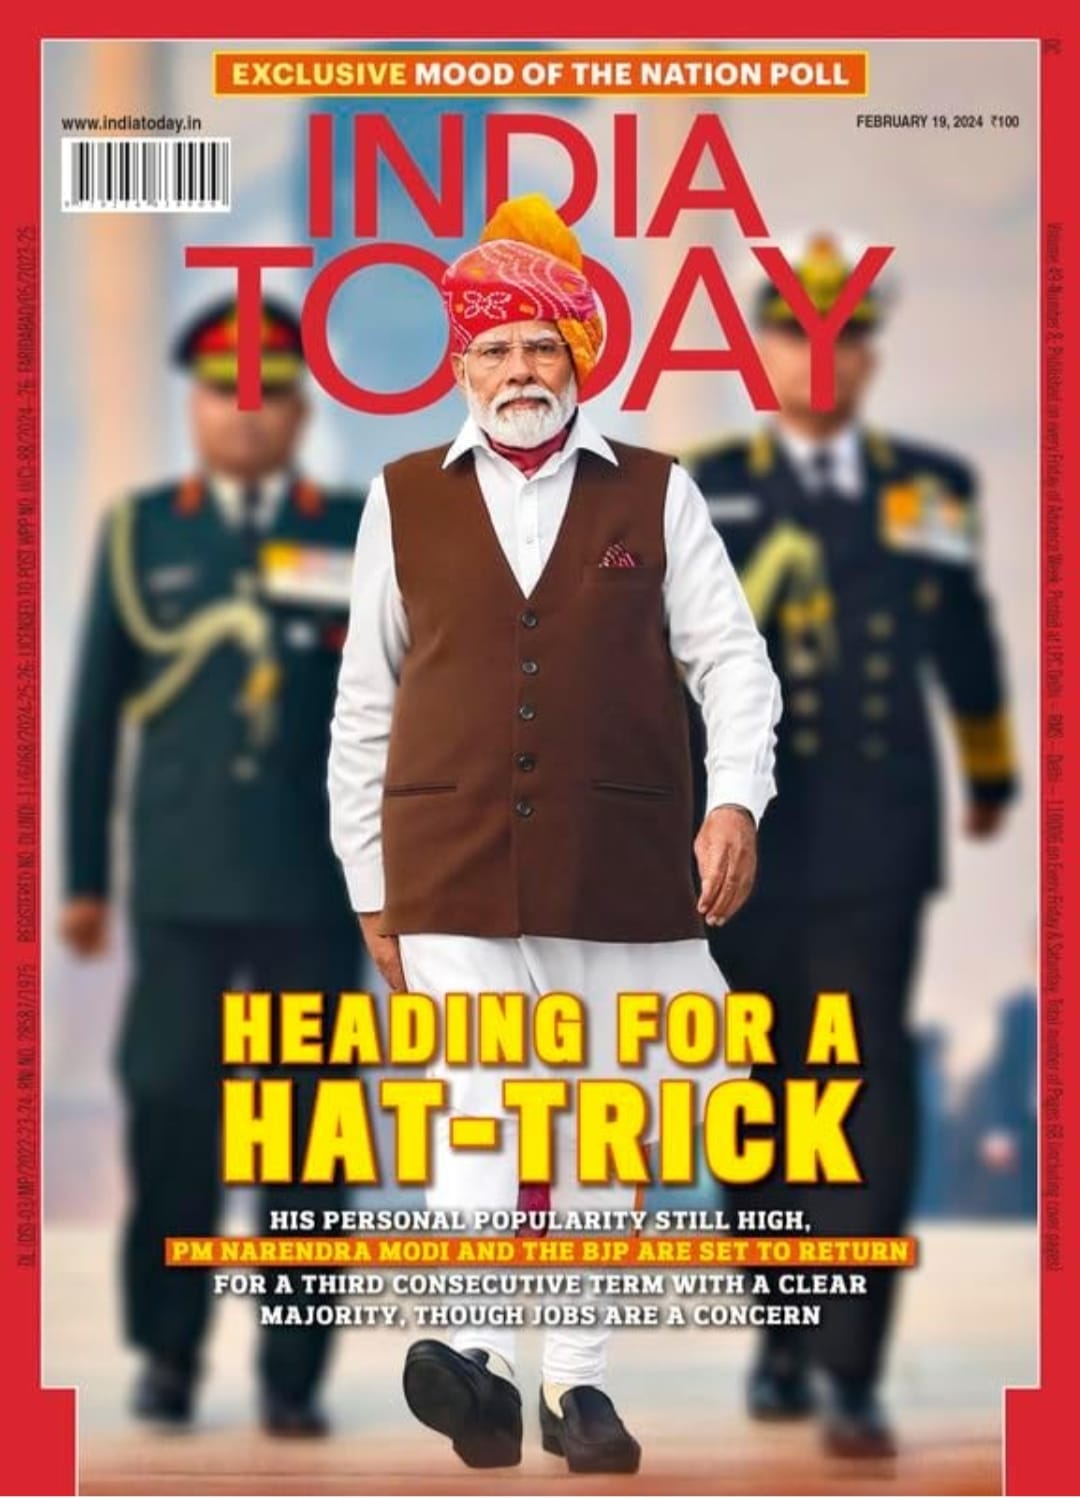 EXCLUSIVE MOOD OF THE NATION POLL
www.indiatoday.in
FEBRUARY 19, 2024 ₹100
INDIA
TODAY
HEADING FOR A
HAT-TRICK
HIS PERSONAL POPULARITY STILL HIGH,
PM NARENDRA MODI AND THE BJP ARE SET TO RETURN
FOR A THIRD CONSECUTIVE TERM WITH A CLEAR
MAJORITY, THOUGH JOBS ARE A CONCERN